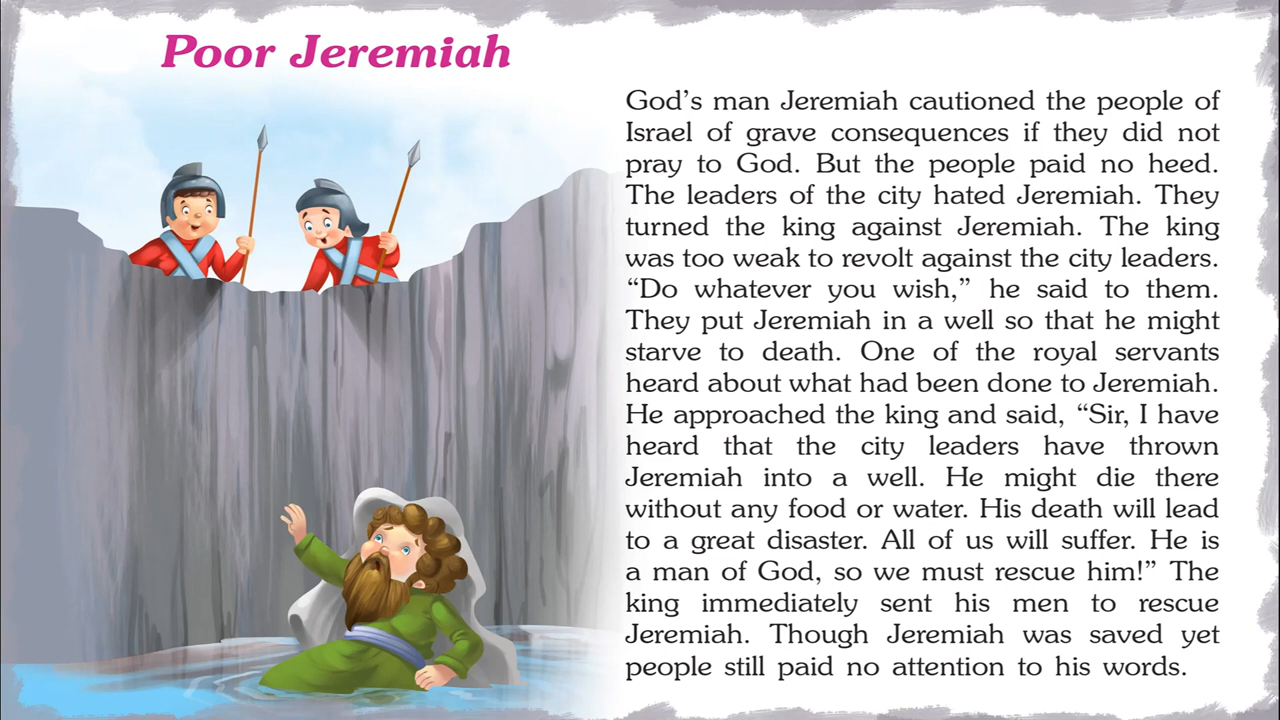 Poor Jeremiah
God’s man Jeremiah cautioned the people of
Israel of grave consequences if they did not
pray to God. But the people paid no heed.
The leaders of the city hated Jeremiah. They
turned the king against Jeremiah. The king
was too weak to revolt against the city leaders.
“Do whatever you wish,” he said to them.
They put Jeremiah in a well so that he might
starve to death. One of the royal servants
heard about what had been done to Jeremiah.
He approached the king and said, “Sir, I have
heard that the city leaders have thrown
Jeremiah into a well. He might die there
without any food or water. His death will lead
to a great disaster. All of us will suffer. He is
a man of God, so we must rescue him!” The
king immediately sent his men to rescue
Jeremiah. Though Jeremiah was saved yet
people still paid no attention to his words.